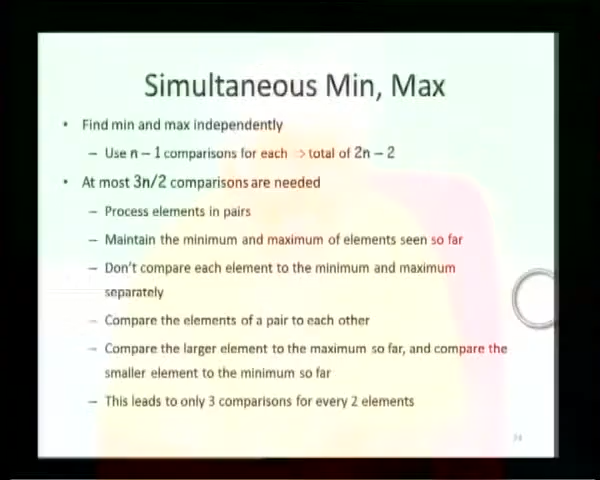 Simultaneous Min, Max
• Find min and max independently
– Use n – 1 comparisons for each ⇒ total of 2n – 2
• At most 3n/2 comparisons are needed
– Process elements in pairs
– Maintain the minimum and maximum of elements seen so far
– Don't compare each element to the minimum and maximum
separately
– Compare the elements of a pair to each other
– Compare the larger element to the maximum so far, and compare the
smaller element to the minimum so far
– This leads to only 3 comparisons for every 2 elements